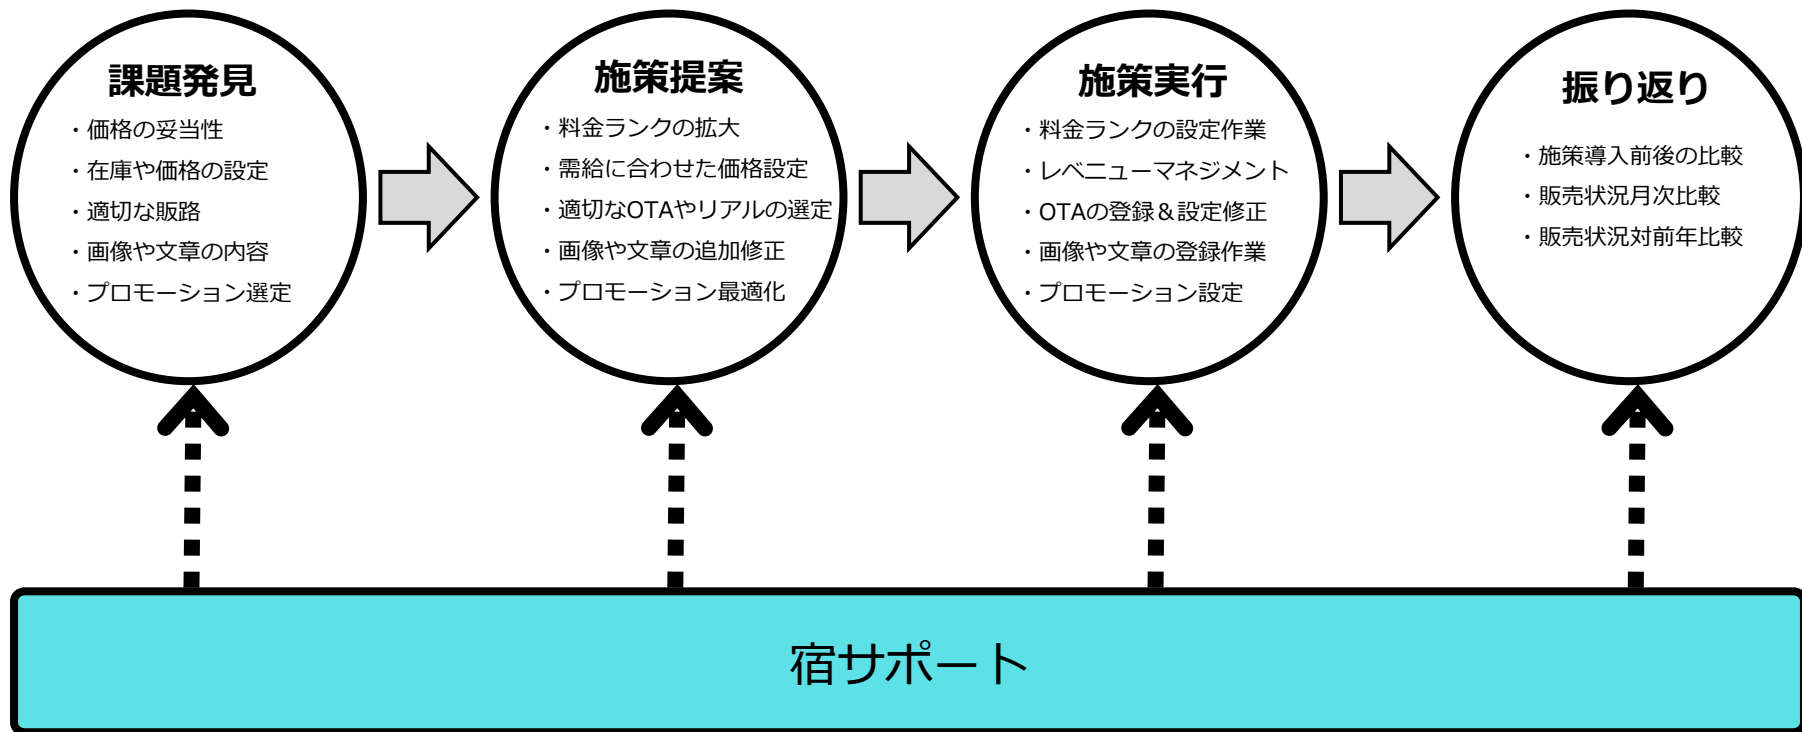 課題発見
・価格の妥当性
・在庫や価格の設定
・適切な販路
・画像や文章の内容
・プロモーション選定
施策提案
・料金ランクの拡大
・需給に合わせた価格設定
・適切なOTAやリアルの選定
・画像や文章の追加修正
・プロモーション最適化
施策実行
・料金ランクの設定作業
・レベニューマネジメント
・OTAの登録＆設定修正
・画像や文章の登録作業
・プロモーション設定
振り返り
・施策導入前後の比較
・販売状況月次比較
・販売状況対前年比較
宿サポート